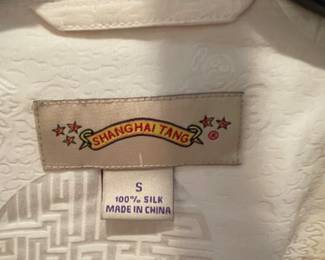 SHANGHAI TANG
®
S
100% SILK
MADE IN CHINA